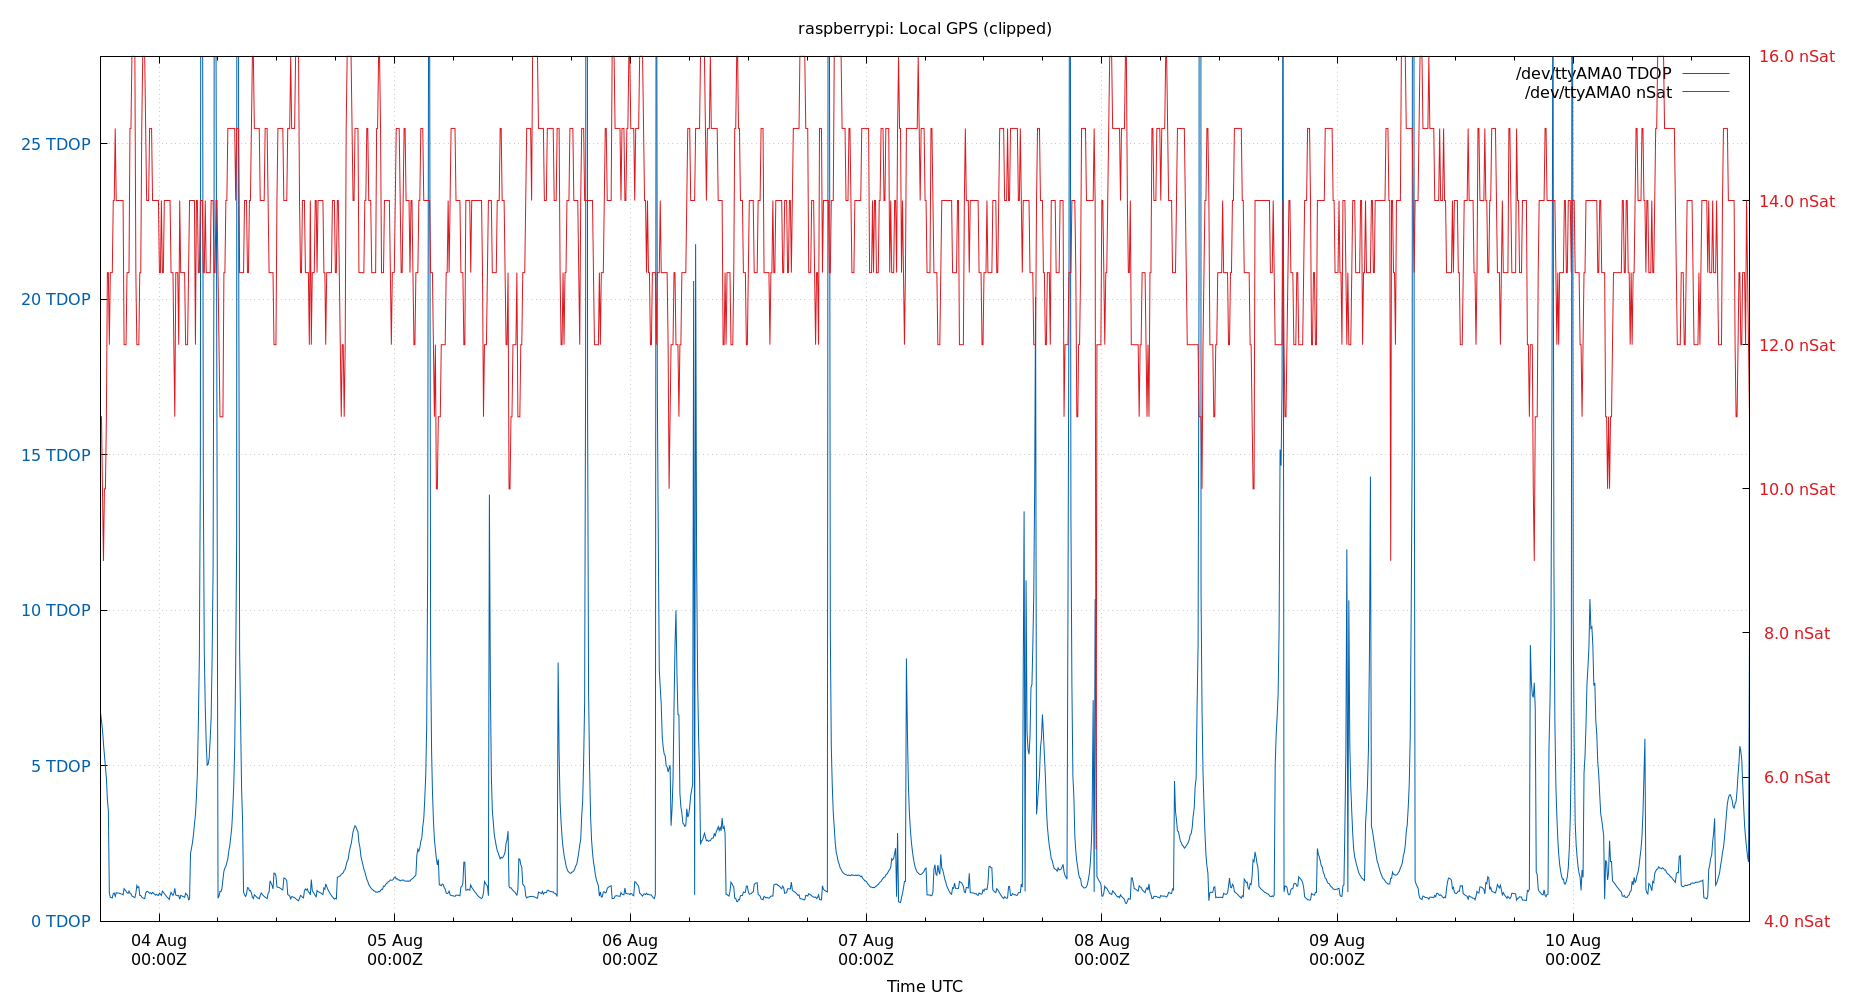 raspberrypi: Local GPS (clipped)
/dev/ttyAMA0 TDOP
/dev/ttyAMA0 nSat
25 TDOP
20 TDOP
15 TDOP
10 TDOP
5 TDOP
0 TDOP
16.0 nSat
14.0 nSat
12.0 nSat
10.0 nSat
8.0 nSat
6.0 nSat
4.0 nSat
04 Aug 05 Aug 06 Aug 07 Aug 08 Aug 09 Aug 10 Aug
00:00Z 00:00Z 00:00Z 00:00Z 00:00Z 00:00Z 00:00Z
Time UTC